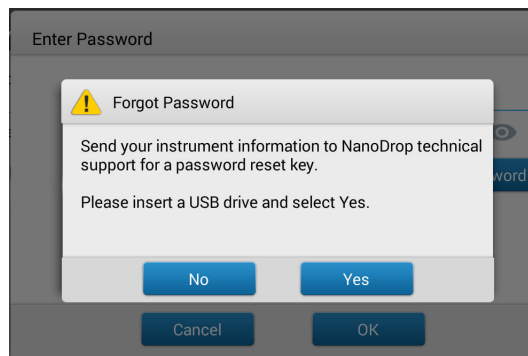 Enter Password
Forgot Password
Send your instrument information to NanoDrop technical
support for a password reset key.
word
Please insert a USB drive and select Yes.
No Yes
Cancel OK